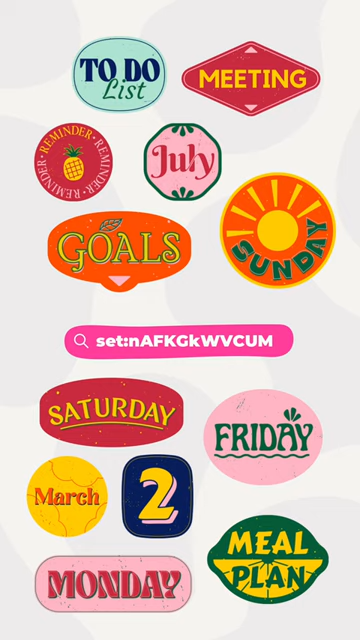 TO DO
List
MEETING
REMINDER · REMINDER · REMINDER ·
July
GOALS
SUNDAY
set:nAFKGkWVCUM
SATURDAY
FRIDAY
March
2
MEAL
PLAN
MONDAY